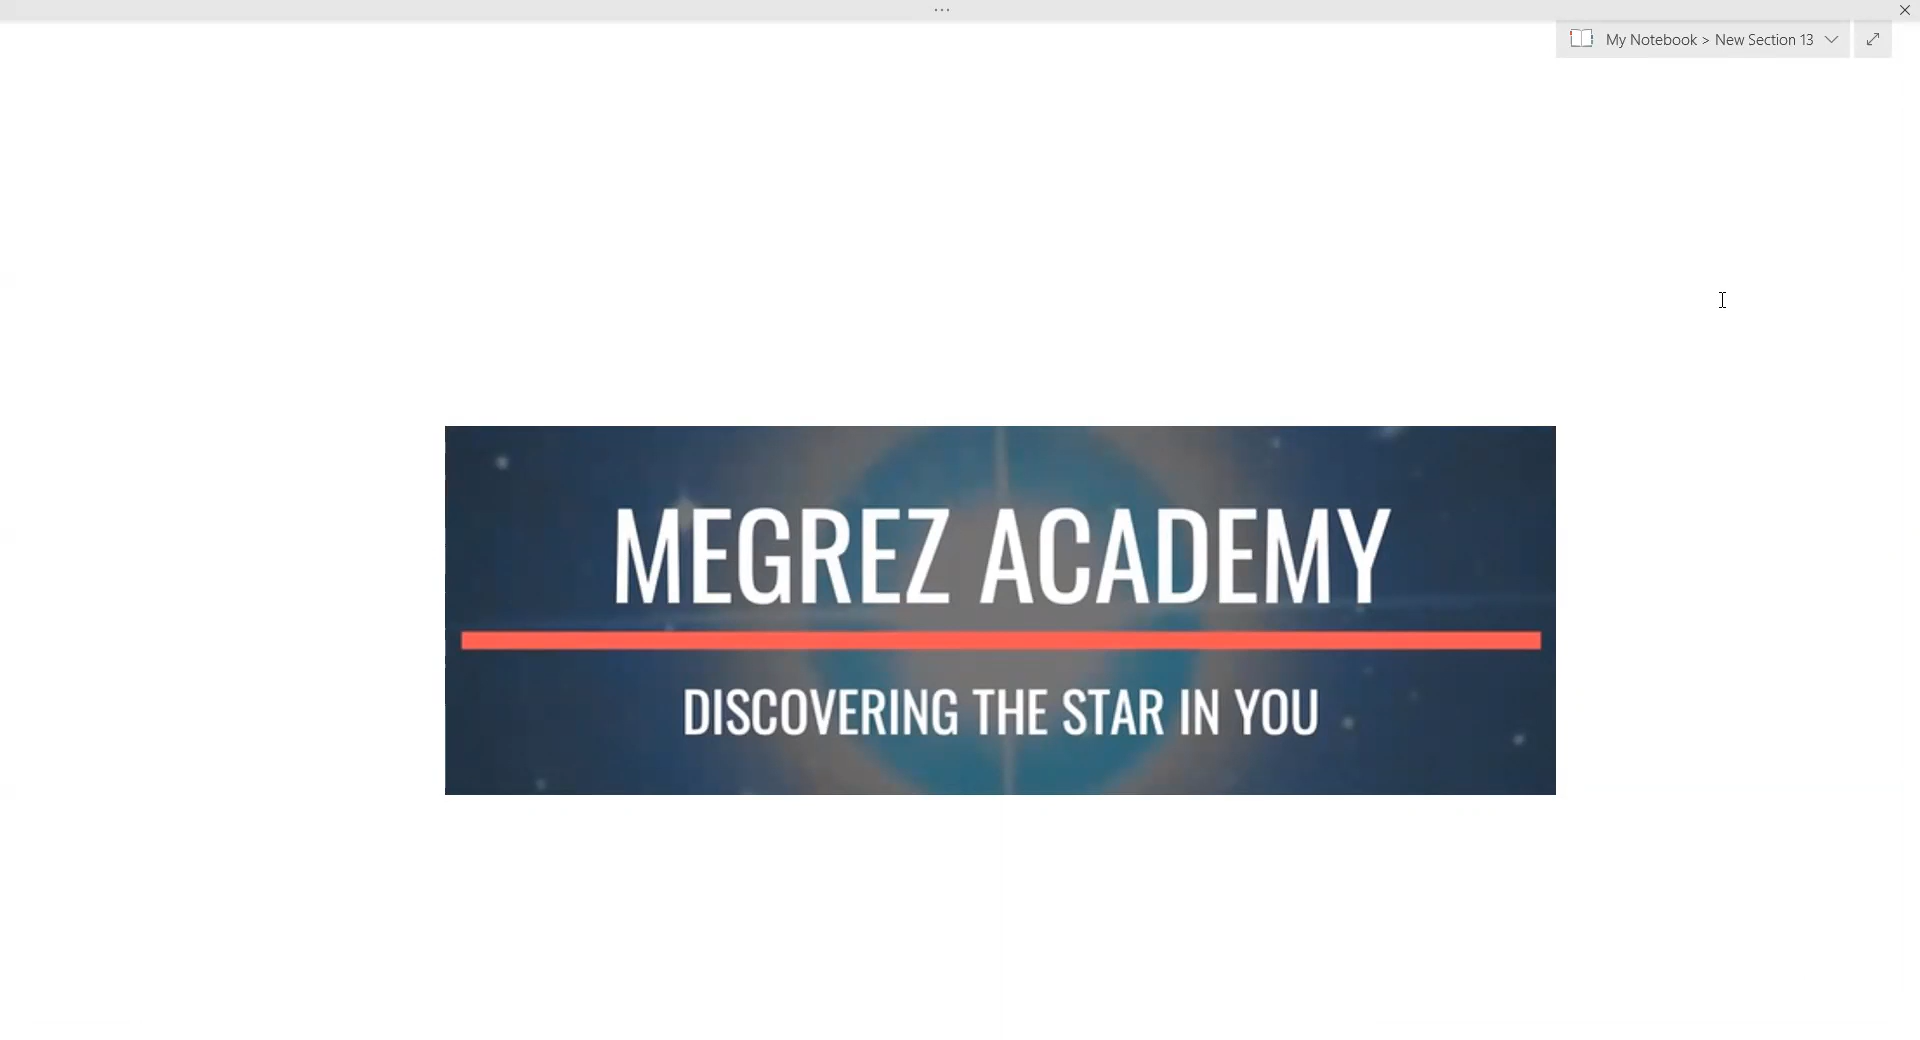 My Notebook > New Section 13
MEGREZ ACADEMY
DISCOVERING THE STAR IN YOU